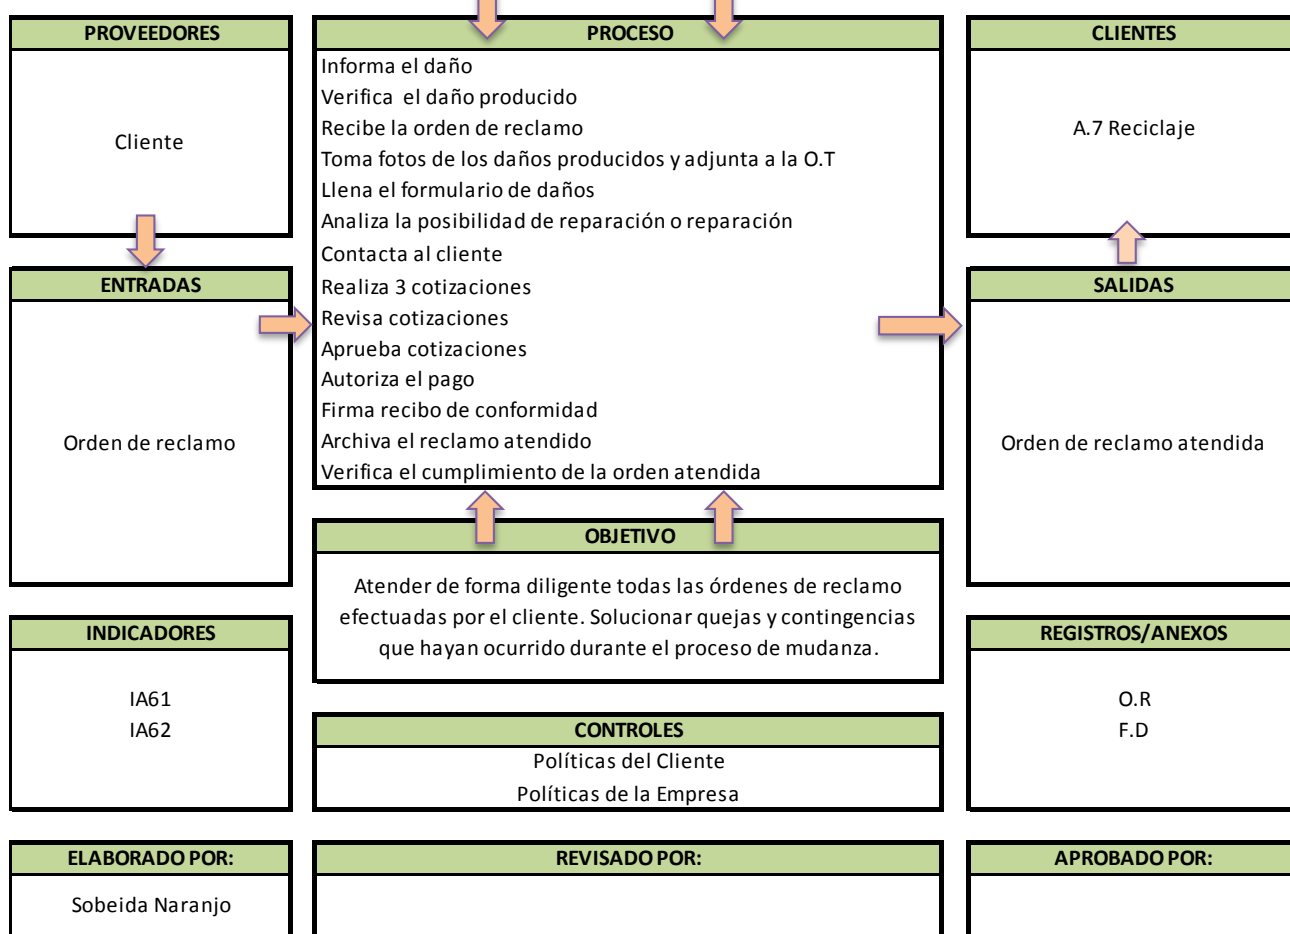 PROVEEDORES
Cliente
ENTRADAS
Orden de reclamo
INDICADORES
IA61
IA62
ELABORADO POR:
Sobeida Naranjo
PROCESO
Informa el daño
Verifica el daño producido
Recibe la orden de reclamo
Toma fotos de los daños producidos y adjunta a la O.T
Llena el formulario de daños
Analiza la posibilidad de reparación o reparación
Contacta al cliente
Realiza 3 cotizaciones
Revisa cotizaciones
Aprueba cotizaciones
Autoriza el pago
Firma recibo de conformidad
Archiva el reclamo atendido
Verifica el cumplimiento de la orden atendida
OBJETIVO
Atender de forma diligente todas las órdenes de reclamo
efectuadas por el cliente. Solucionar quejas y contingencias
que hayan ocurrido durante el proceso de mudanza.
CONTROLES
Políticas del Cliente
Políticas de la Empresa
REVISADO POR:
CLIENTES
A.7 Reciclaje
SALIDAS
Orden de reclamo atendida
REGISTROS/ANEXOS
O.R
F.D
APROBADO POR: